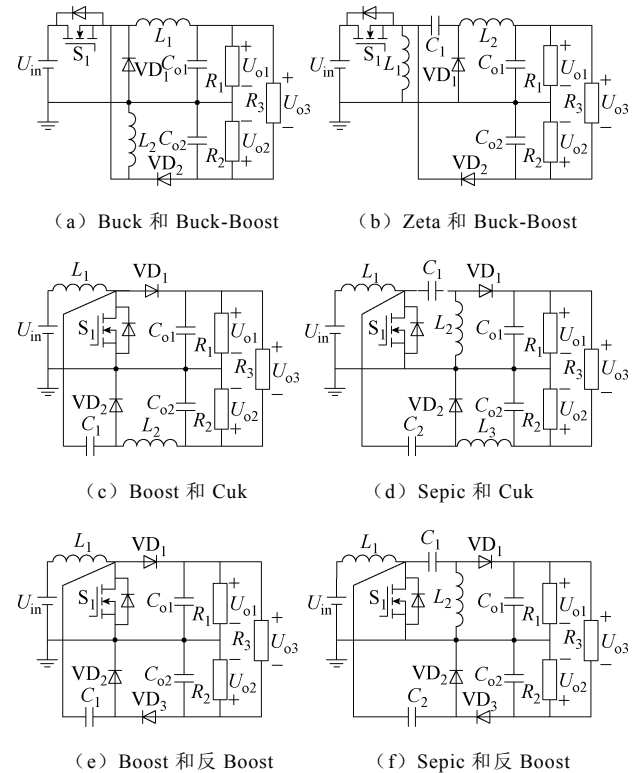 S1
Uin
L1
VD1
Co1
R1
+
Uo1
−
R3
+
Uo3
−
L2
Co2
R2
−
Uo2
+
VD2
(a) Buck 和 Buck-Boost
S1
Uin
L1
C1
L2
VD1
Co1
R1
+
Uo1
−
R3
+
Uo3
−
Co2
R2
−
Uo2
+
VD2
(b) Zeta 和 Buck-Boost
L1
VD1
Uin
S1
Co1
R1
+
Uo1
−
R3
+
Uo3
−
VD2
C1
L2
Co2
R2
−
Uo2
+
(c) Boost 和 Cuk
L1
C1
VD1
Uin
S1
L2
Co1
R1
+
Uo1
−
R3
+
Uo3
−
VD2
C2
L3
Co2
R2
−
Uo2
+
(d) Sepic 和 Cuk
L1
VD1
Uin
S1
Co1
R1
+
Uo1
−
R3
+
Uo3
−
VD2
C1
VD3
Co2
R2
−
Uo2
+
(e) Boost 和反 Boost
L1
C1
VD1
Uin
S1
L2
Co1
R1
+
Uo1
−
R3
+
Uo3
−
VD2
C2
VD3
Co2
R2
−
Uo2
+
(f) Sepic 和反 Boost